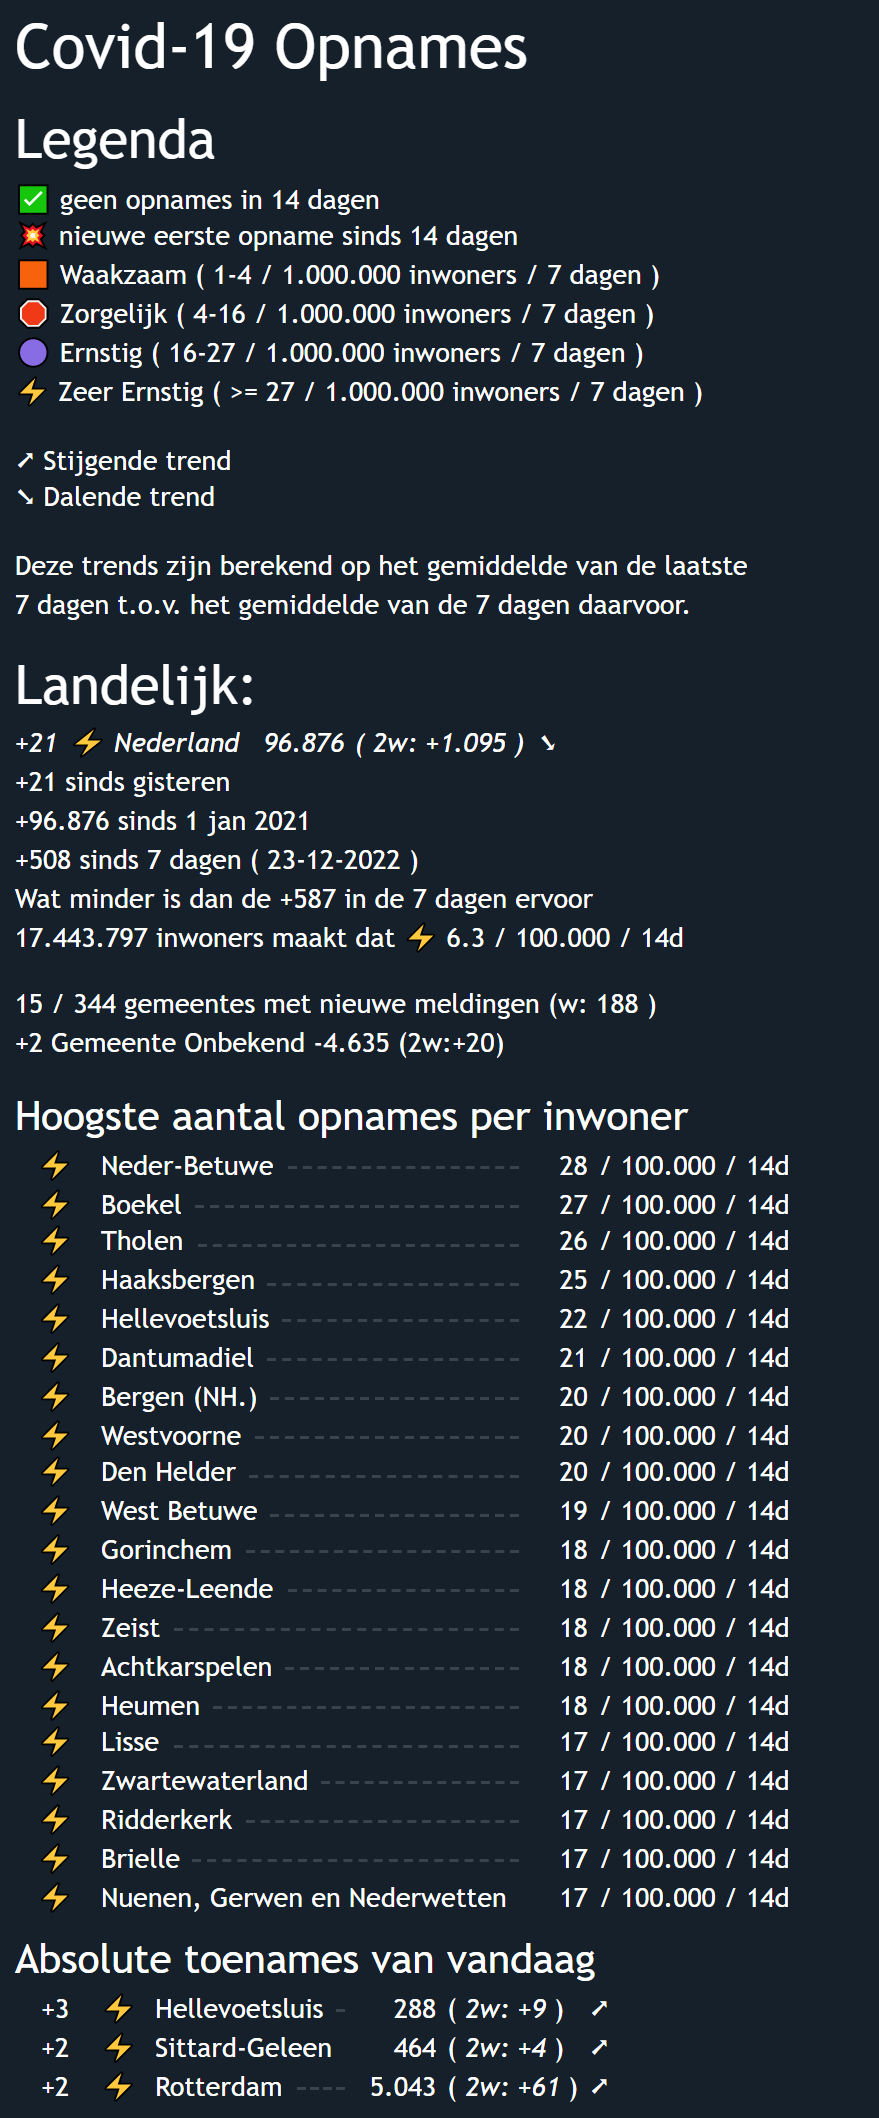 Covid-19 Opnames
Legenda
✅ geen opnames in 14 dagen
💥 nieuwe eerste opname sinds 14 dagen
🟧 Waakzaam ( 1-4 / 1.000.000 inwoners / 7 dagen )
🛑 Zorgelijk ( 4-16 / 1.000.000 inwoners / 7 dagen )
🟣 Ernstig ( 16-27 / 1.000.000 inwoners / 7 dagen )
⚡ Zeer Ernstig ( >= 27 / 1.000.000 inwoners / 7 dagen )
➚ Stijgende trend
➘ Dalende trend
Deze trends zijn berekend op het gemiddelde van de laatste
7 dagen t.o.v. het gemiddelde van de 7 dagen daarvoor.
Landelijk:
+21 ⚡ Nederland 96.876 ( 2w: +1.095 ) ➘
+21 sinds gisteren
+96.876 sinds 1 jan 2021
+508 sinds 7 dagen ( 23-12-2022 )
Wat minder is dan de +587 in de 7 dagen ervoor
17.443.797 inwoners maakt dat ⚡ 6.3 / 100.000 / 14d
15 / 344 gemeentes met nieuwe meldingen (w: 188 )
+2 Gemeente Onbekend -4.635 (2w:+20)
Hoogste aantal opnames per inwoner
⚡ Neder-Betuwe ---------------- 28 / 100.000 / 14d
⚡ Boekel ---------------------- 27 / 100.000 / 14d
⚡ Tholen ---------------------- 26 / 100.000 / 14d
⚡ Haaksbergen ----------------- 25 / 100.000 / 14d
⚡ Hellevoetsluis ---------------- 22 / 100.000 / 14d
⚡ Dantumadiel ----------------- 21 / 100.000 / 14d
⚡ Bergen (NH.) ----------------- 20 / 100.000 / 14d
⚡ Westvoorne ------------------ 20 / 100.000 / 14d
⚡ Den Helder ------------------- 20 / 100.000 / 14d
⚡ West Betuwe ----------------- 19 / 100.000 / 14d
⚡ Gorinchem ------------------- 18 / 100.000 / 14d
⚡ Heeze-Leende ---------------- 18 / 100.000 / 14d
⚡ Zeist ------------------------ 18 / 100.000 / 14d
⚡ Achtkarspelen ---------------- 18 / 100.000 / 14d
⚡ Heumen --------------------- 18 / 100.000 / 14d
⚡ Lisse ------------------------ 17 / 100.000 / 14d
⚡ Zwartewaterland -------------- 17 / 100.000 / 14d
⚡ Ridderkerk ------------------- 17 / 100.000 / 14d
⚡ Brielle ----------------------- 17 / 100.000 / 14d
⚡ Nuenen, Gerwen en Nederwetten 17 / 100.000 / 14d
Absolute toenames van vandaag
+3 ⚡ Hellevoetsluis - 288 ( 2w: +9 ) ➚
+2 ⚡ Sittard-Geleen 464 ( 2w: +4 ) ➚
+2 ⚡ Rotterdam ---- 5.043 ( 2w: +61 ) ➚